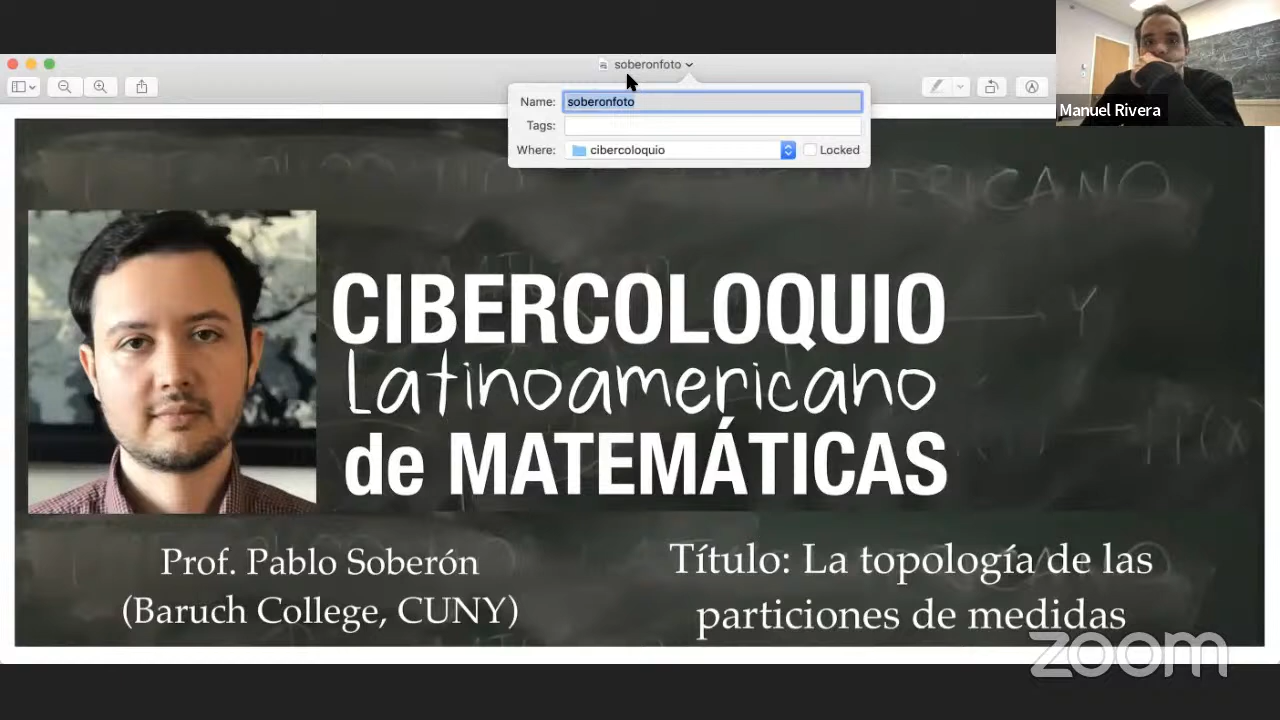 soberonfoto
Name: soberonfoto
Tags:
Where: cibercoloquio Locked
Manuel Rivera
AMERICANO
Y
CIBERCOLOQUIO
Latinoamericano
de MATEMÁTICAS
Prof. Pablo Soberón
(Baruch College, CUNY)
Título: La topología de las
particiones de medidas
zoom